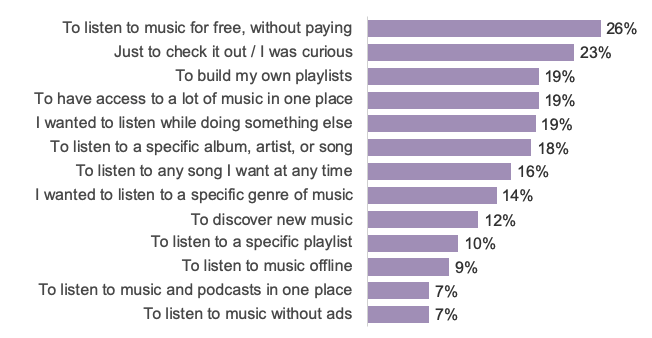 To listen to music for free, without paying 26%
Just to check it out / I was curious 23%
To build my own playlists 19%
To have access to a lot of music in one place 19%
I wanted to listen while doing something else 19%
To listen to a specific album, artist, or song 18%
To listen to any song I want at any time 16%
I wanted to listen to a specific genre of music 14%
To discover new music 12%
To listen to a specific playlist 10%
To listen to music offline 9%
To listen to music and podcasts in one place 7%
To listen to music without ads 7%